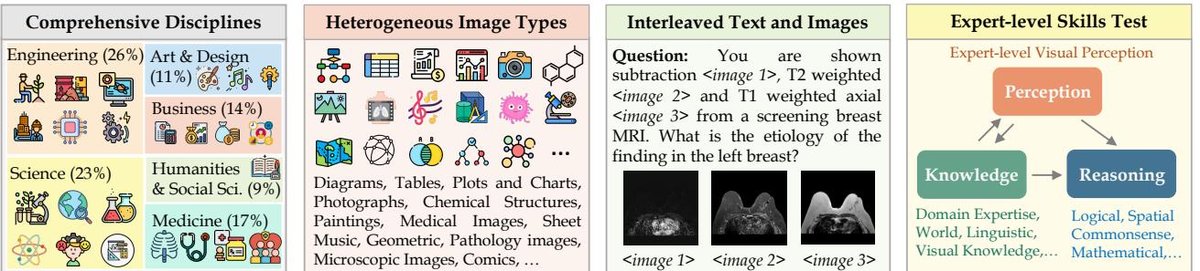 Comprehensive Disciplines
Engineering (26%)
Art & Design
(11%)
Business (14%)
Science (23%)
Humanities
& Social Sci. (9%)
Medicine (17%)
Heterogeneous Image Types
Diagrams, Tables, Plots and Charts,
Photographs, Chemical Structures,
Paintings, Medical Images, Sheet
Music, Geometric, Pathology images,
Microscopic Images, Comics, …
Interleaved Text and Images
Question: You are shown
subtraction <image 1>, T2 weighted
<image 2> and T1 weighted axial
<image 3> from a screening breast
MRI. What is the etiology of the
finding in the left breast?
<image 1> <image 2> <image 3>
Expert-level Skills Test
Expert-level Visual Perception
Perception
Knowledge
Reasoning
Domain Expertise,
World, Linguistic,
Visual Knowledge,…
Logical, Spatial
Commonsense,
Mathematical,…